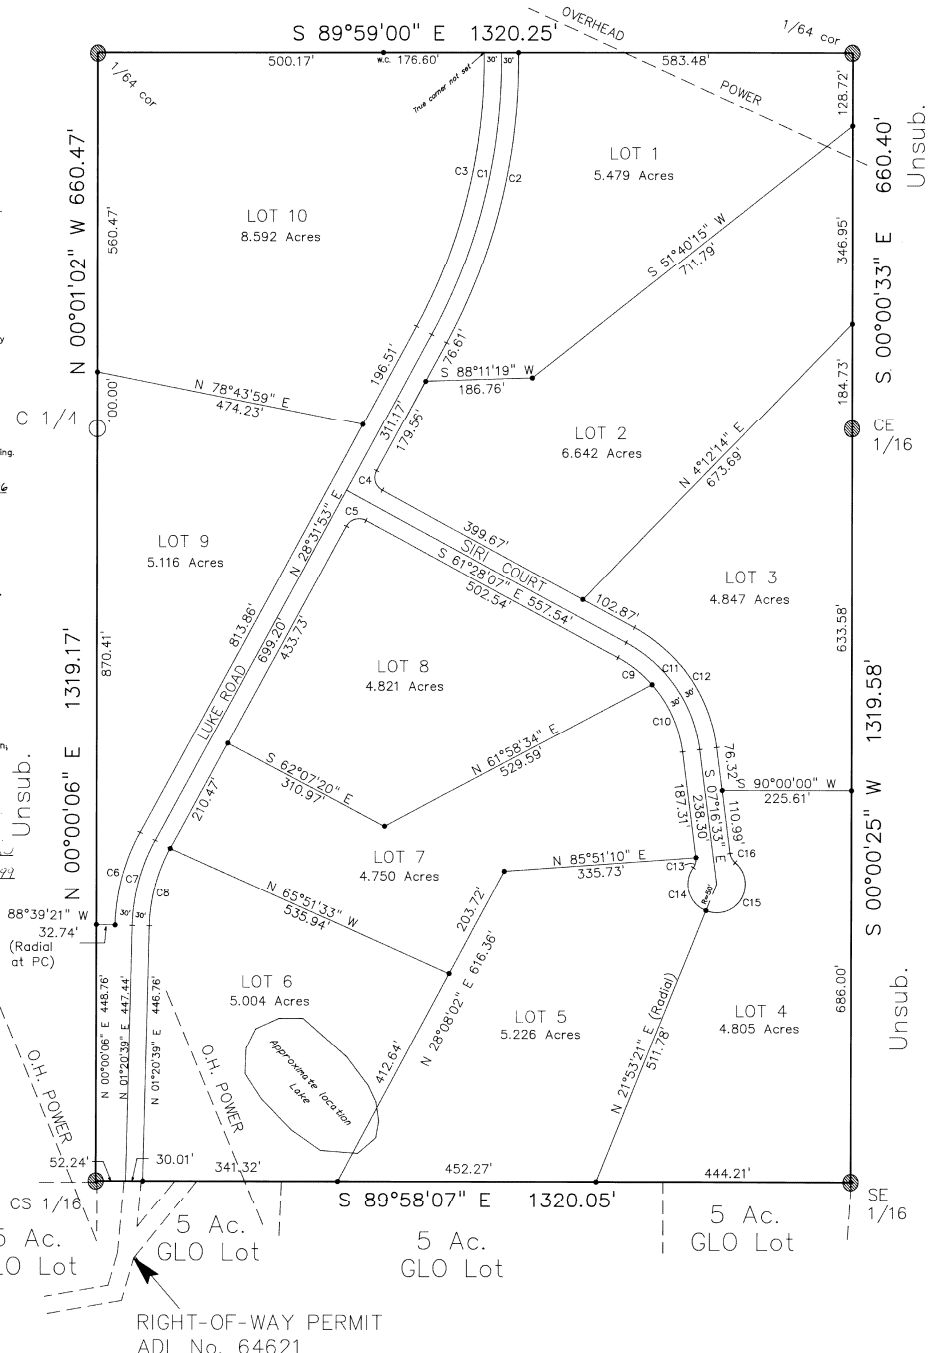 S 89°59'00" E 1320.25'
OVERHEAD
POWER
1/64 cor
1/64 cor
500.17'
W.C. 176.60'
30' 30'
583.48'
True corner not set
128.72'
660.40'
Unsub.
N 00°01'02" W 660.47'
560.47'
LOT 10
8.592 Acres
C3
C1
C2
LOT 1
5.479 Acres
S 51°40'15" W
711.79'
346.95'
S 00°00'33" E
196.51'
76.61'
S 88°11'19" W
186.76'
N 78°43'59" E
474.23'
311.17'
179.56'
184.73'
C 1/4
CE
1/16
LOT 2
6.642 Acres
N 4°12'14" E
673.69'
C4
C5
ing.
N 28°31'53" E
399.67'
SIRI COURT
S 61°28'07" E 557.54'
502.54'
LOT 9
5.116 Acres
LOT 3
4.847 Acres
102.87'
633.58'
813.86'
699.20'
433.73'
LUKE ROAD
1319.17'
870.41'
LOT 8
4.821 Acres
C9
C11
C12
30'
30'
C10
1319.58'
N 61°58'34" E
529.59'
S 62°07'20" E
310.97'
76.32'
S 90°00'00" W
225.61'
Unsub.
N 00°00'06" E
210.47'
187.31'
238.30'
S 07°16'33" E
110.99'
LOT 7
4.750 Acres
N 85°51'10" E
335.73'
C13
C16
C14
R=50'
C15
C6
C7
C8
30' 30'
N 65°51'33" W
535.94'
203.72'
S 00°00'25" W
88°39'21" W
32.74'
(Radial
at PC)
LOT 6
5.004 Acres
616.36'
N 28°08'02" E
412.64'
LOT 5
5.226 Acres
LOT 4
4.805 Acres
N 21°53'21" E (Radial)
511.78'
686.00'
Unsub.
N 00°00'06" E 448.76'
N 01°20'39" E 447.44'
N 01°20'39" E 446.76'
O.H. POWER
O.H. POWER
Approximate location
Lake
52.24'
30.01'
341.32'
452.27'
444.21'
CS 1/16
S 89°58'07" E 1320.05'
SE
1/16
5 Ac.
GLO Lot
5 Ac.
GLO Lot
5 Ac.
GLO Lot
5 Ac.
LO Lot
RIGHT-OF-WAY PERMIT
ADL No. 64621